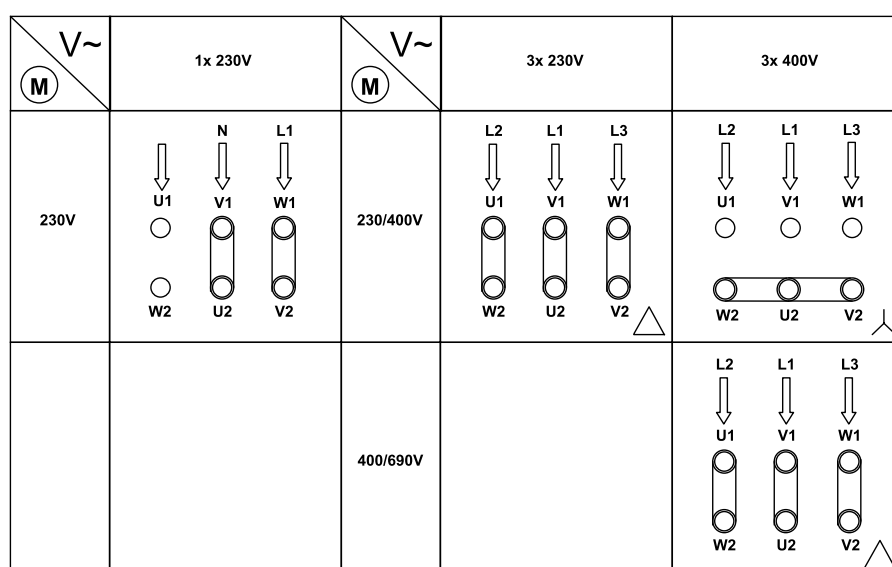 V~ 1x 230V V~ 3x 230V 3x 400V
M M
N L1 L2 L1 L3 L2 L1 L3
U1 V1 W1 U1 V1 W1 U1 V1 W1
230V 230/400V
W2 U2 V2 W2 U2 V2 W2 U2 V2
L2 L1 L3
U1 V1 W1
400/690V
W2 U2 V2